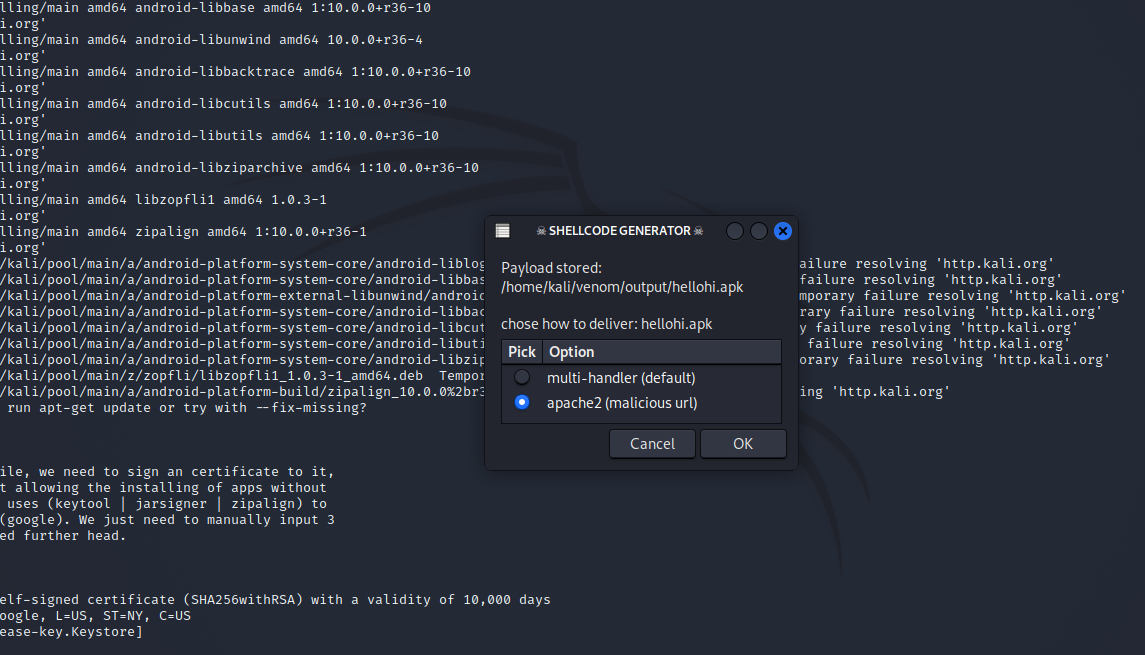 lling/main amd64 android-libbase amd64 1:10.0.0+r36-10
i.org'
lling/main amd64 android-libunwind amd64 10.0.0+r36-4
i.org'
lling/main amd64 android-libbacktrace amd64 1:10.0.0+r36-10
i.org'
lling/main amd64 android-libcutils amd64 1:10.0.0+r36-10
i.org'
lling/main amd64 android-libutils amd64 1:10.0.0+r36-10
i.org'
lling/main amd64 android-libziparchive amd64 1:10.0.0+r36-10
i.org'
lling/main amd64 libzopfli1 amd64 1.0.3-1
i.org'
lling/main amd64 zipalign amd64 1:10.0.0+r36-1
i.org'
/kali/pool/main/a/android-platform-system-core/android-liblog ailure resolving 'http.kali.org'
/kali/pool/main/a/android-platform-system-core/android-libbas failure resolving 'http.kali.org'
/kali/pool/main/a/android-platform-external-libunwind/androic mporary failure resolving 'http.kali.org'
/kali/pool/main/a/android-platform-system-core/android-libbac rary failure resolving 'http.kali.org'
/kali/pool/main/a/android-platform-system-core/android-libcut y failure resolving 'http.kali.org'
/kali/pool/main/a/android-platform-system-core/android-libuti failure resolving 'http.kali.org'
/kali/pool/main/a/android-platform-system-core/android-libzip orary failure resolving 'http.kali.org'
/kali/pool/main/z/zopfli/libzopfli1_1.0.3-1_amd64.deb Tempor
/kali/pool/main/a/android-platform-build/zipalign_10.0.0%2br3 ing 'http.kali.org'
run apt-get update or try with --fix-missing?
☠ SHELLCODE GENERATOR ☠
Payload stored:
/home/kali/venom/output/hellohi.apk
chose how to deliver: hellohi.apk
Pick Option
multi-handler (default)
apache2 (malicious url)
Cancel OK
ile, we need to sign an certificate to it,
t allowing the installing of apps without
uses (keytool | jarsigner | zipalign) to
(google). We just need to manually input 3
ed further head.
elf-signed certificate (SHA256withRSA) with a validity of 10,000 days
oogle, L=US, ST=NY, C=US
ease-key.Keystore]